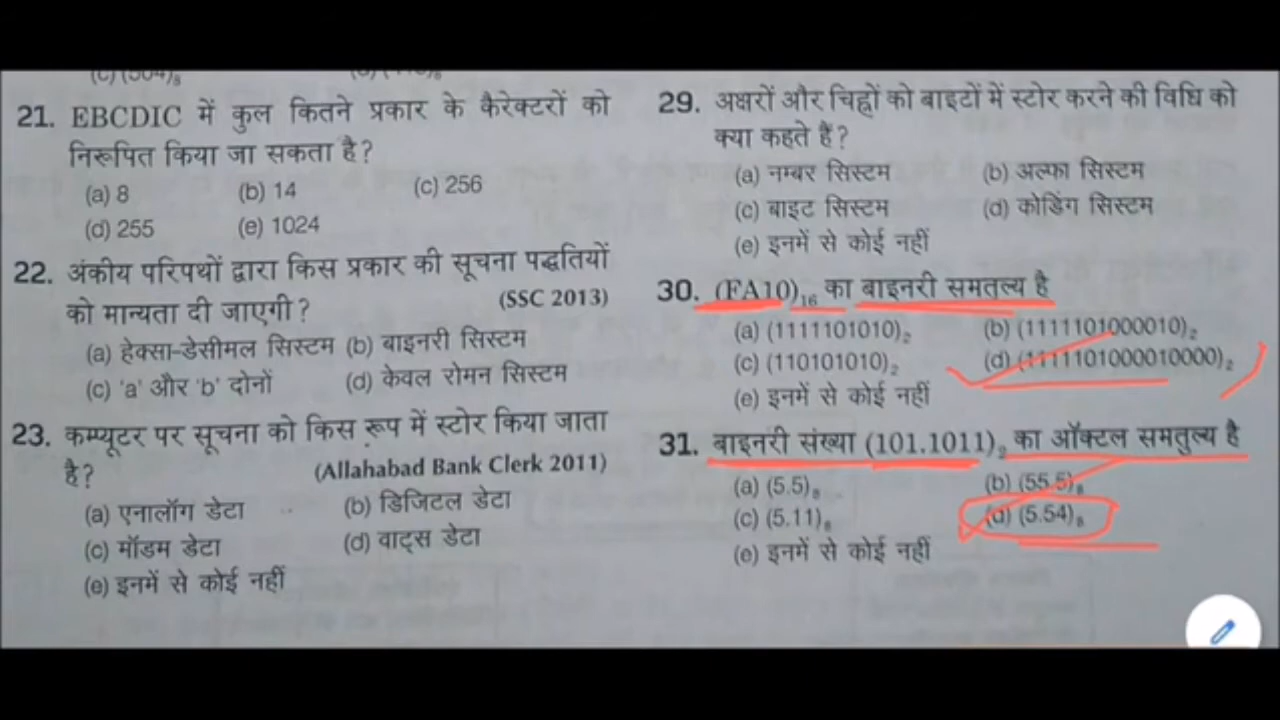 21. EBCDIC में कुल कितने प्रकार के कैरेक्टरों को
निरूपित किया जा सकता है?
(a) 8 (b) 14 (c) 256
(d) 255 (e) 1024
22. अंकीय परिपथों द्वारा किस प्रकार की सूचना पद्धतियों
को मान्यता दी जाएगी? (SSC 2013)
(a) हेक्सा-डेसीमल सिस्टम (b) बाइनरी सिस्टम
(c) 'a' और 'b' दोनों (d) केवल रोमन सिस्टम
23. कम्प्यूटर पर सूचना को किस रूप में स्टोर किया जाता
है? (Allahabad Bank Clerk 2011)
(a) एनालॉग डेटा (b) डिजिटल डेटा
(c) मॉडम डेटा (d) वाट्स डेटा
(e) इनमें से कोई नहीं
29. अक्षरों और चिह्नों को बाइटों में स्टोर करने की विधि को
क्या कहते हैं?
(a) नम्बर सिस्टम (b) अल्फा सिस्टम
(c) बाइट सिस्टम (d) कोडिंग सिस्टम
(e) इनमें से कोई नहीं
30. (FA10)₁₆ का बाइनरी समतुल्य है
(a) (1111101010)₂ (b) (1111101000010)₂
(c) (110101010)₂ (d) (1111101000010000)₂
(e) इनमें से कोई नहीं
31. बाइनरी संख्या (101.1011)₂ का ऑक्टल समतुल्य है
(a) (5.5)₈ (b) (55.5)₈
(c) (5.11)₈ (d) (5.54)₈
(e) इनमें से कोई नहीं